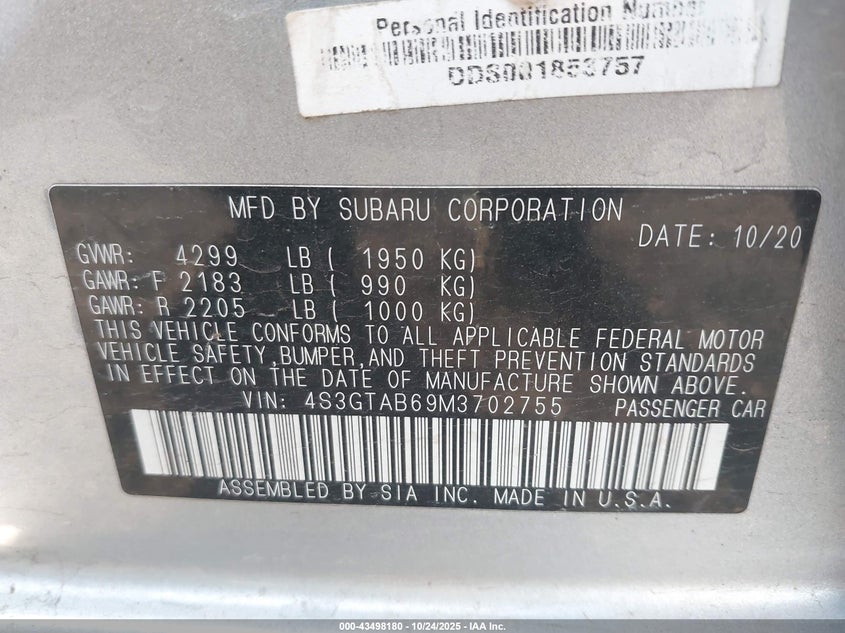 Personal Identification Number
DDS001853757
MFD BY SUBARU CORPORATION
DATE: 10/20
GVWR: 4299 LB ( 1950 KG)
GAWR: F 2183 LB ( 990 KG)
GAWR: R 2205 LB ( 1000 KG)
THIS VEHICLE CONFORMS TO ALL APPLICABLE FEDERAL MOTOR
VEHICLE SAFETY,BUMPER,AND THEFT PREVENTION STANDARDS
IN EFFECT ON THE DATE OF MANUFACTURE SHOWN ABOVE.
VIN: 4S3GTAB69M3702755 PASSENGER CAR
ASSEMBLED BY SIA INC. MADE IN U.S.A.
000-43498180 - 10/24/2025 - IAA Inc.